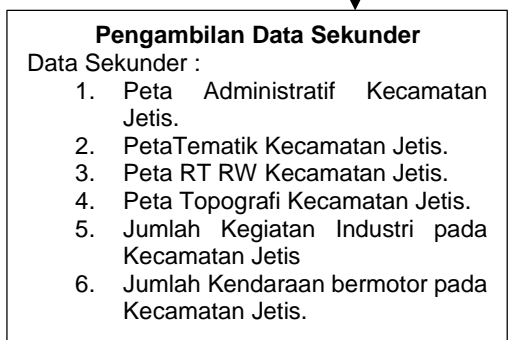 Pengambilan Data Sekunder
Data Sekunder :
1. Peta Administratif Kecamatan
Jetis.
2. PetaTematik Kecamatan Jetis.
3. Peta RT RW Kecamatan Jetis.
4. Peta Topografi Kecamatan Jetis.
5. Jumlah Kegiatan Industri pada
Kecamatan Jetis
6. Jumlah Kendaraan bermotor pada
Kecamatan Jetis.